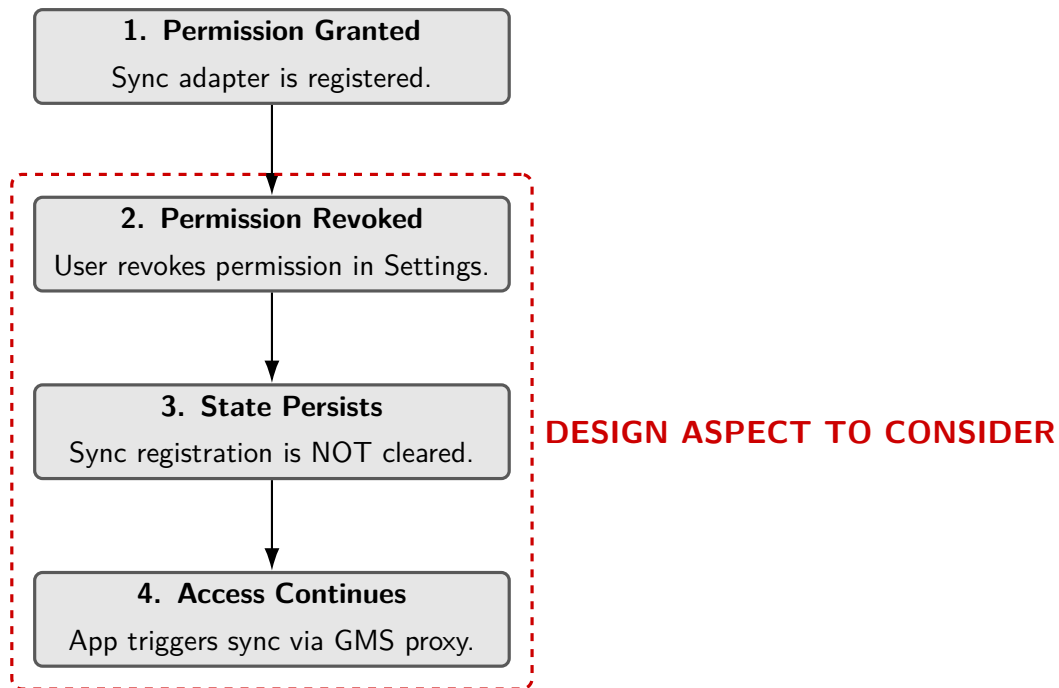 1. Permission Granted
Sync adapter is registered.
2. Permission Revoked
User revokes permission in Settings.
3. State Persists
Sync registration is NOT cleared.
DESIGN ASPECT TO CONSIDER
4. Access Continues
App triggers sync via GMS proxy.